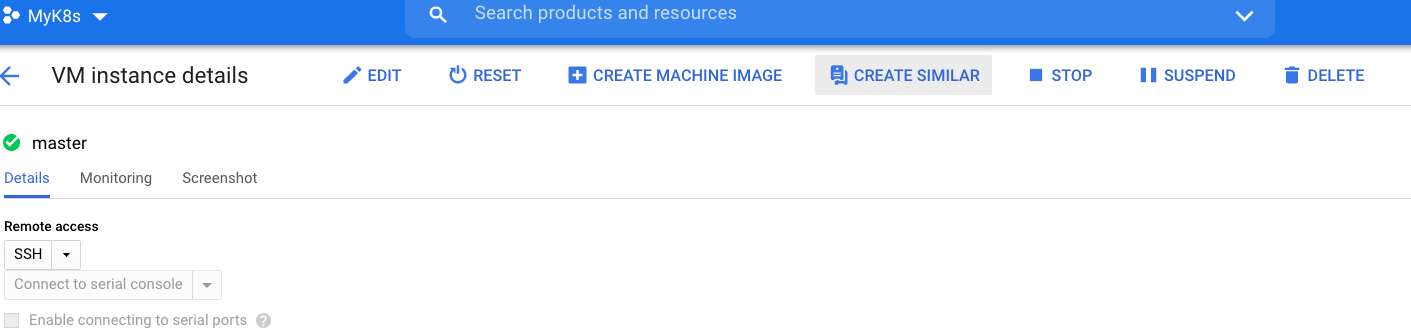 MyK8s
Search products and resources
VM instance details
EDIT
RESET
CREATE MACHINE IMAGE
CREATE SIMILAR
STOP
SUSPEND
DELETE
master
Details
Monitoring
Screenshot
Remote access
SSH
Connect to serial console
Enable connecting to serial ports ?